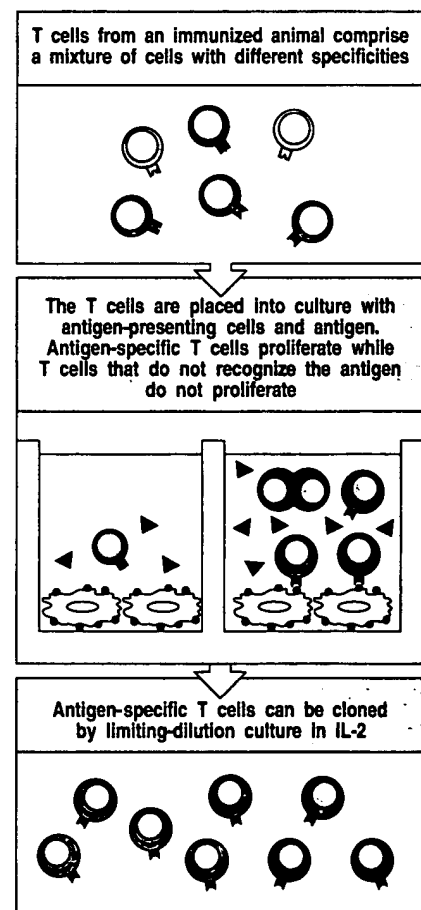 T cells from an immunized animal comprise
a mixture of cells with different specificities
The T cells are placed into culture with
antigen-presenting cells and antigen.
Antigen-specific T cells proliferate while
T cells that do not recognize the antigen
do not proliferate
Antigen-specific T cells can be cloned
by limiting-dilution culture in IL-2